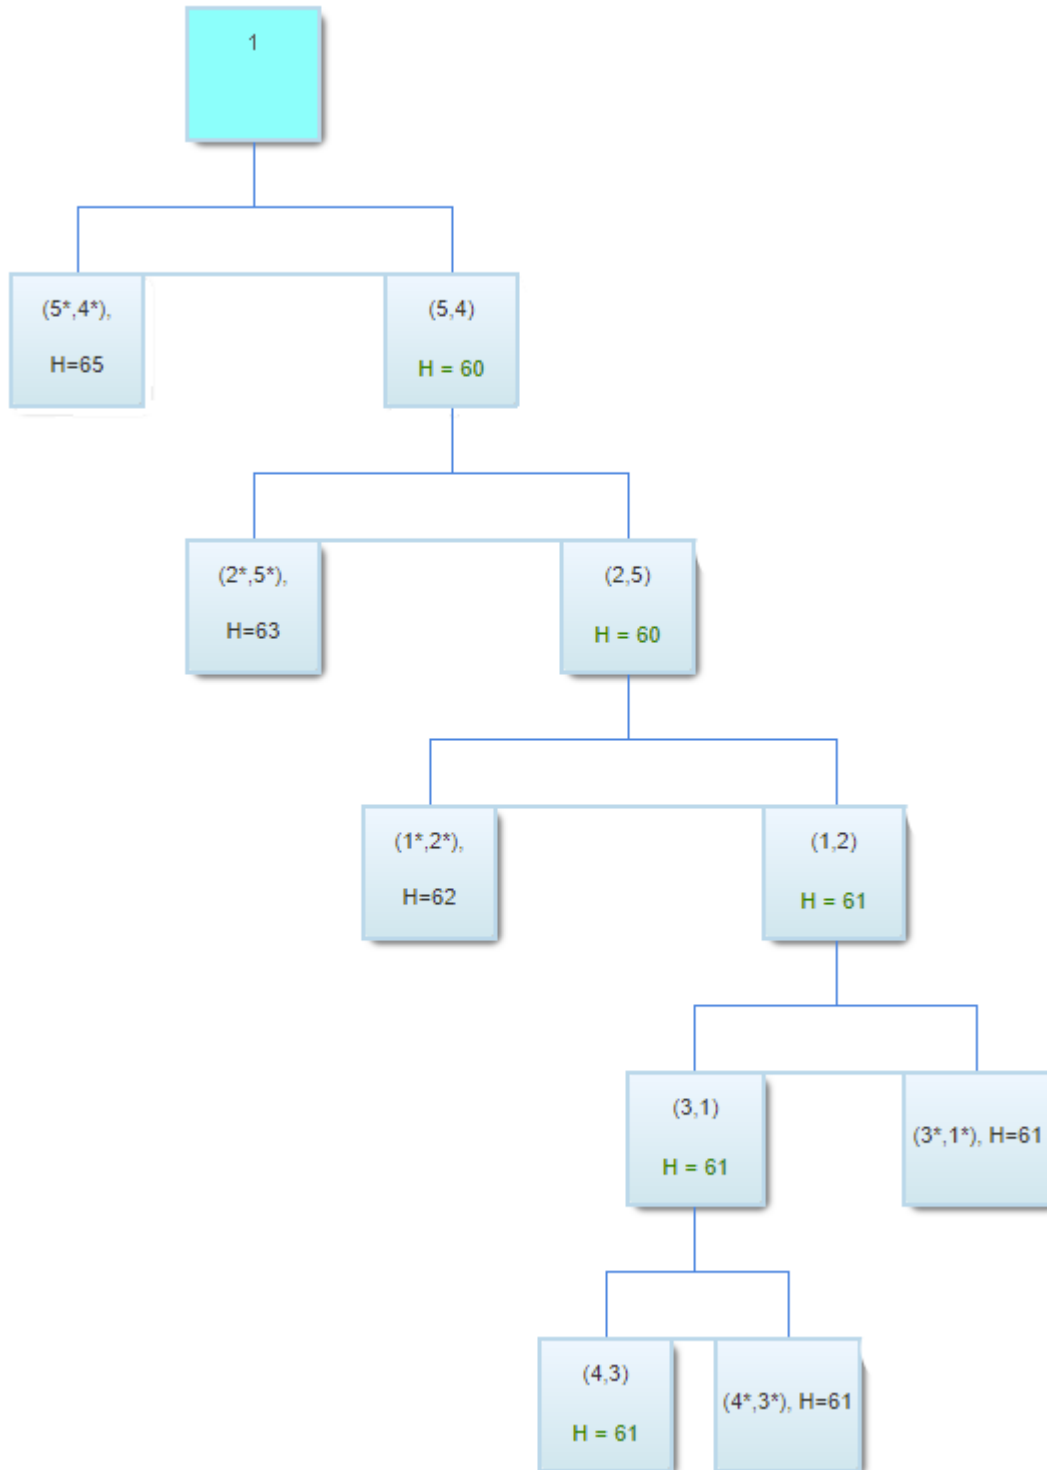 1
(5*,4*),
H=65
(5,4)
H = 60
(2*,5*),
H=63
(2,5)
H = 60
(1*,2*),
H=62
(1,2)
H = 61
(3,1)
H = 61
(3*,1*), H=61
(4,3)
H = 61
(4*,3*), H=61